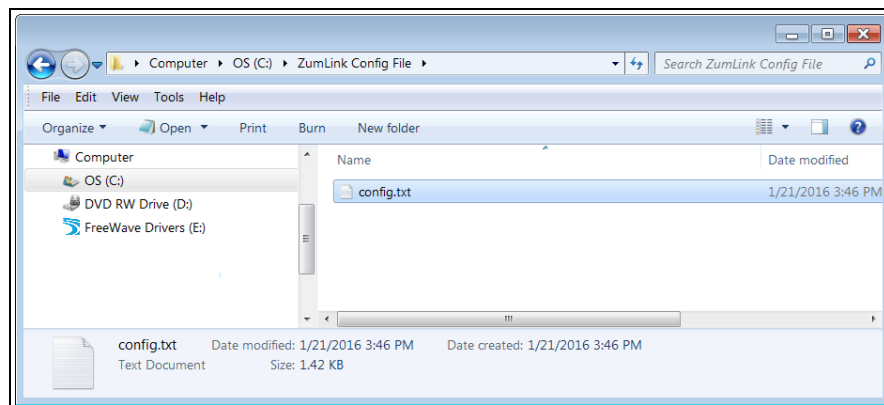 Computer OS (C:) ZumLink Config File Search ZumLink Config File
File Edit View Tools Help
Organize Open Print Burn New folder
Computer
OS (C:)
DVD RW Drive (D:)
FreeWave Drivers (E:)
Name Date modified
config.txt 1/21/2016 3:46 PM
config.txt Date modified: 1/21/2016 3:46 PM Date created: 1/21/2016 3:46 PM
Text Document Size: 1.42 KB